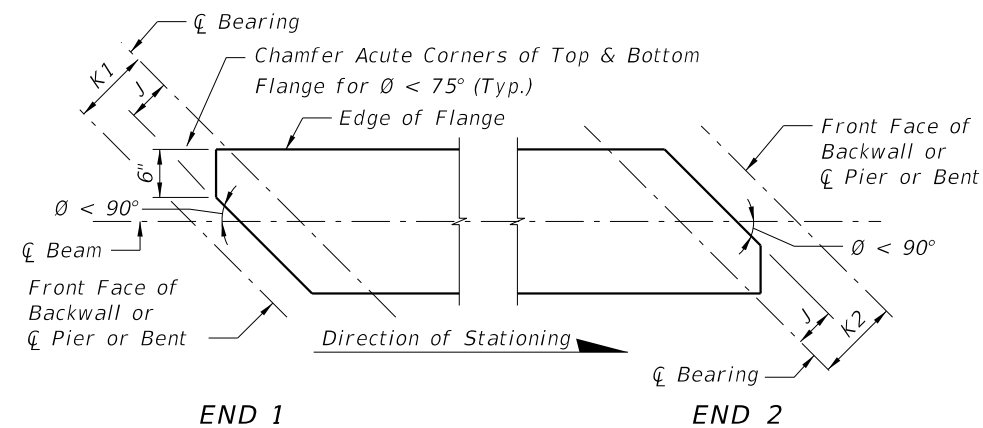 ℄ Bearing
Chamfer Acute Corners of Top & Bottom
Flange for Ø < 75° (Typ.)
Edge of Flange
K1
J
6"
Ø < 90°
℄ Beam
Front Face of
Backwall or
℄ Pier or Bent
Front Face of
Backwall or
℄ Pier or Bent
Ø < 90°
J
K2
Direction of Stationing
℄ Bearing
END 1
END 2